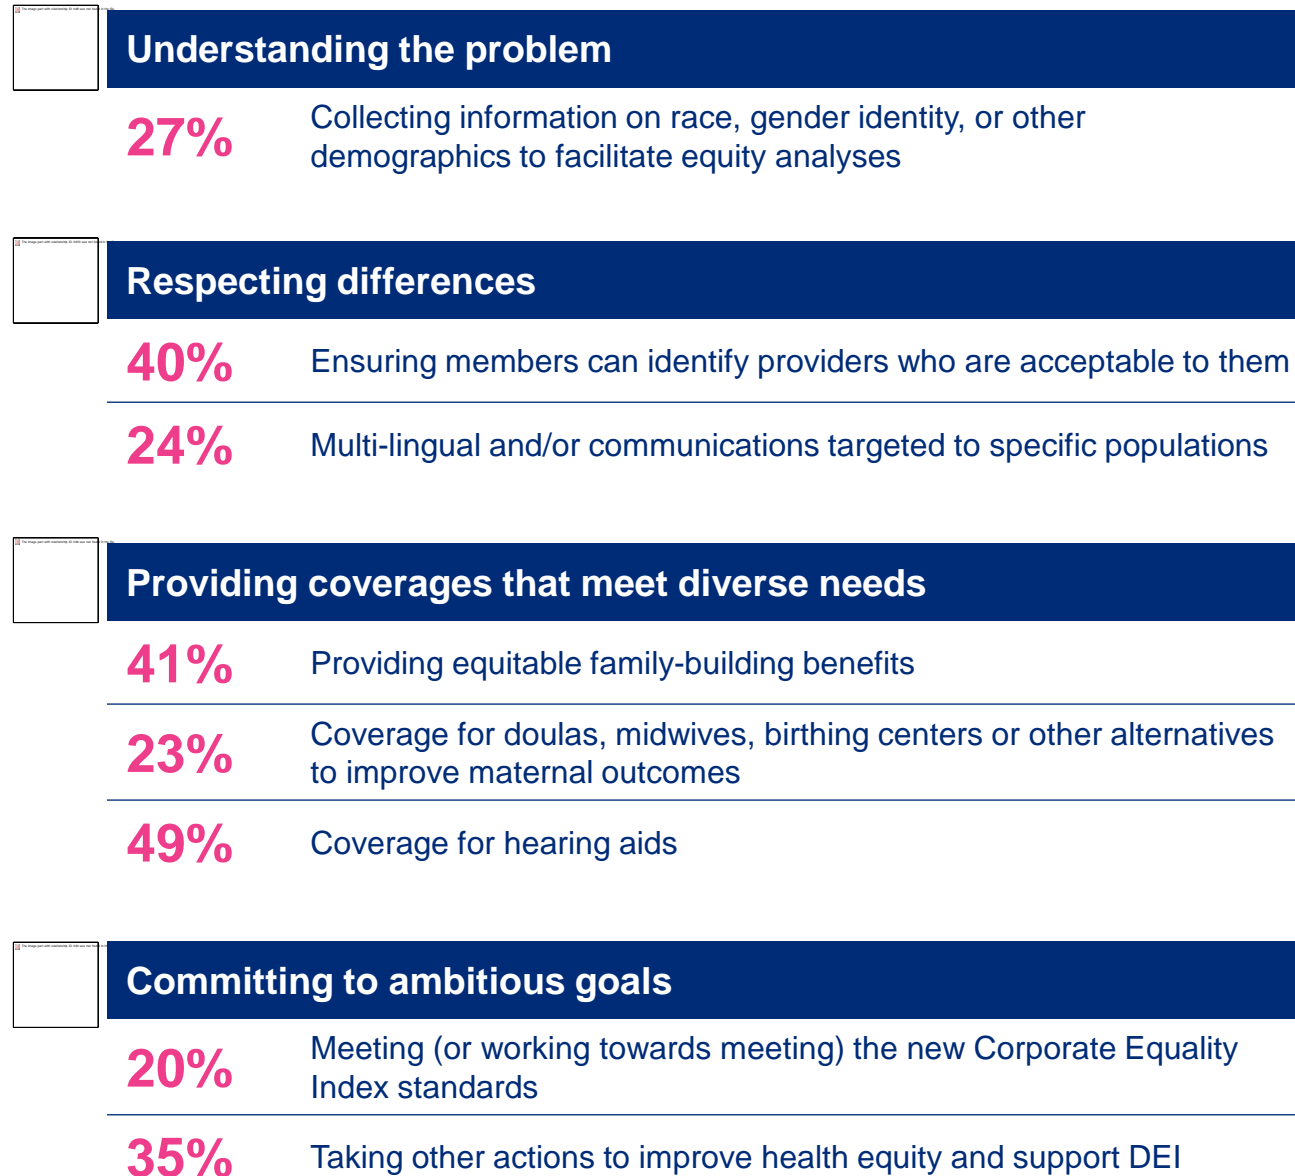 Understanding the problem
27%
Collecting information on race, gender identity, or other
demographics to facilitate equity analyses
Respecting differences
40%
Ensuring members can identify providers who are acceptable to them
24%
Multi-lingual and/or communications targeted to specific populations
Providing coverages that meet diverse needs
41%
Providing equitable family-building benefits
23%
Coverage for doulas, midwives, birthing centers or other alternatives
to improve maternal outcomes
49%
Coverage for hearing aids
Committing to ambitious goals
20%
Meeting (or working towards meeting) the new Corporate Equality
Index standards
35%
Taking other actions to improve health equity and support DEI